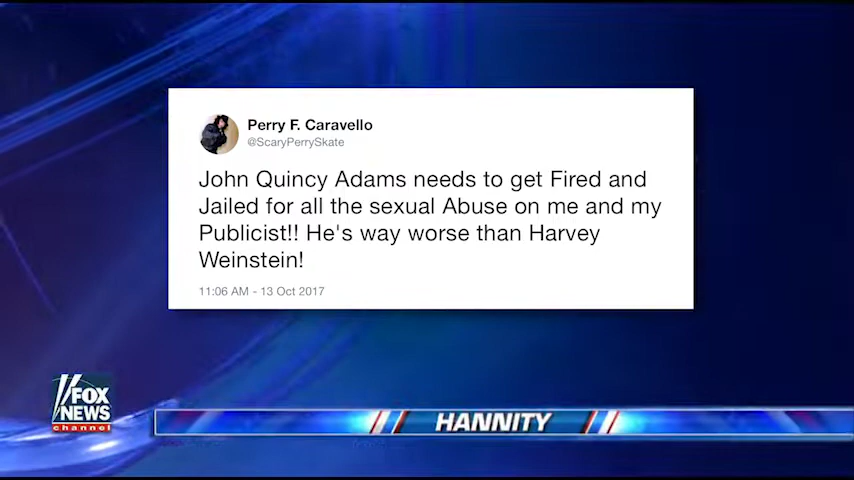 Perry F. Caravello
@ScaryPerrySkate
John Quincy Adams needs to get Fired and
Jailed for all the sexual Abuse on me and my
Publicist!! He's way worse than Harvey
Weinstein!
11:06 AM - 13 Oct 2017
FOX
NEWS
channel
HANNITY